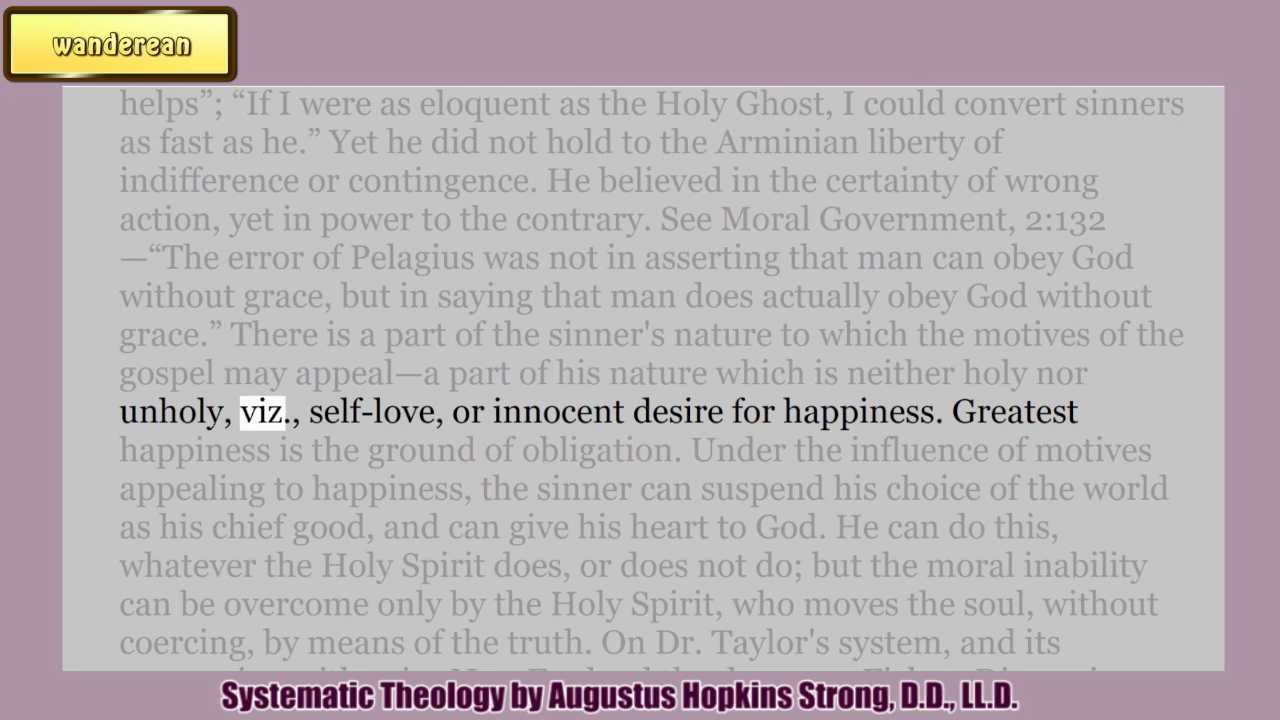 wanderean
helps”; “If I were as eloquent as the Holy Ghost, I could convert sinners
as fast as he.” Yet he did not hold to the Arminian liberty of
indifference or contingence. He believed in the certainty of wrong
action, yet in power to the contrary. See Moral Government, 2:132
—“The error of Pelagius was not in asserting that man can obey God
without grace, but in saying that man does actually obey God without
grace.” There is a part of the sinner's nature to which the motives of the
gospel may appeal—a part of his nature which is neither holy nor
unholy, viz., self-love, or innocent desire for happiness. Greatest
happiness is the ground of obligation. Under the influence of motives
appealing to happiness, the sinner can suspend his choice of the world
as his chief good, and can give his heart to God. He can do this,
whatever the Holy Spirit does, or does not do; but the moral inability
can be overcome only by the Holy Spirit, who moves the soul, without
coercing, by means of the truth. On Dr. Taylor's system, and its
Systematic Theology by Augustus Hopkins Strong, D.D., LL.D.